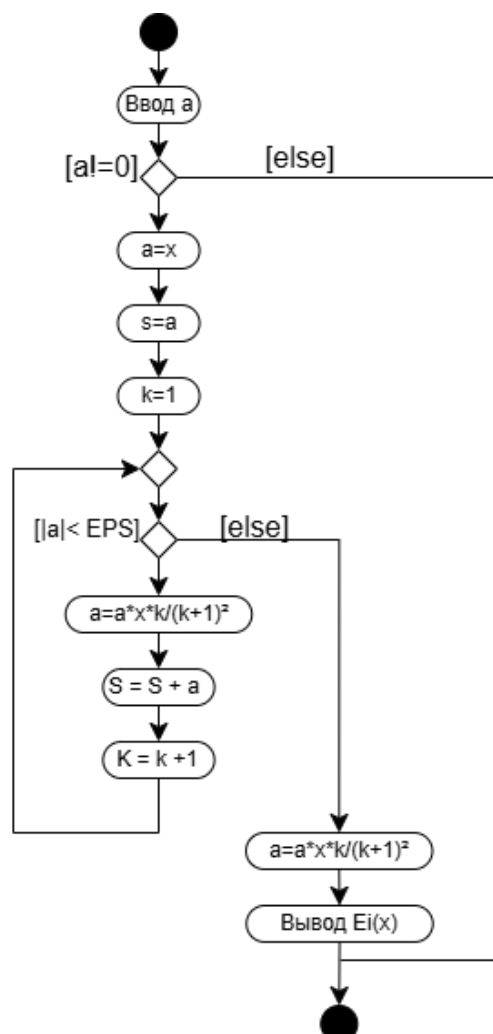 Ввод a
[a!=0]
[else]
a=x
s=a
k=1
[|a|< EPS]
[else]
a=a*x*k/(k+1)²
S = S + a
K = k +1
a=a*x*k/(k+1)²
Вывод Ei(x)